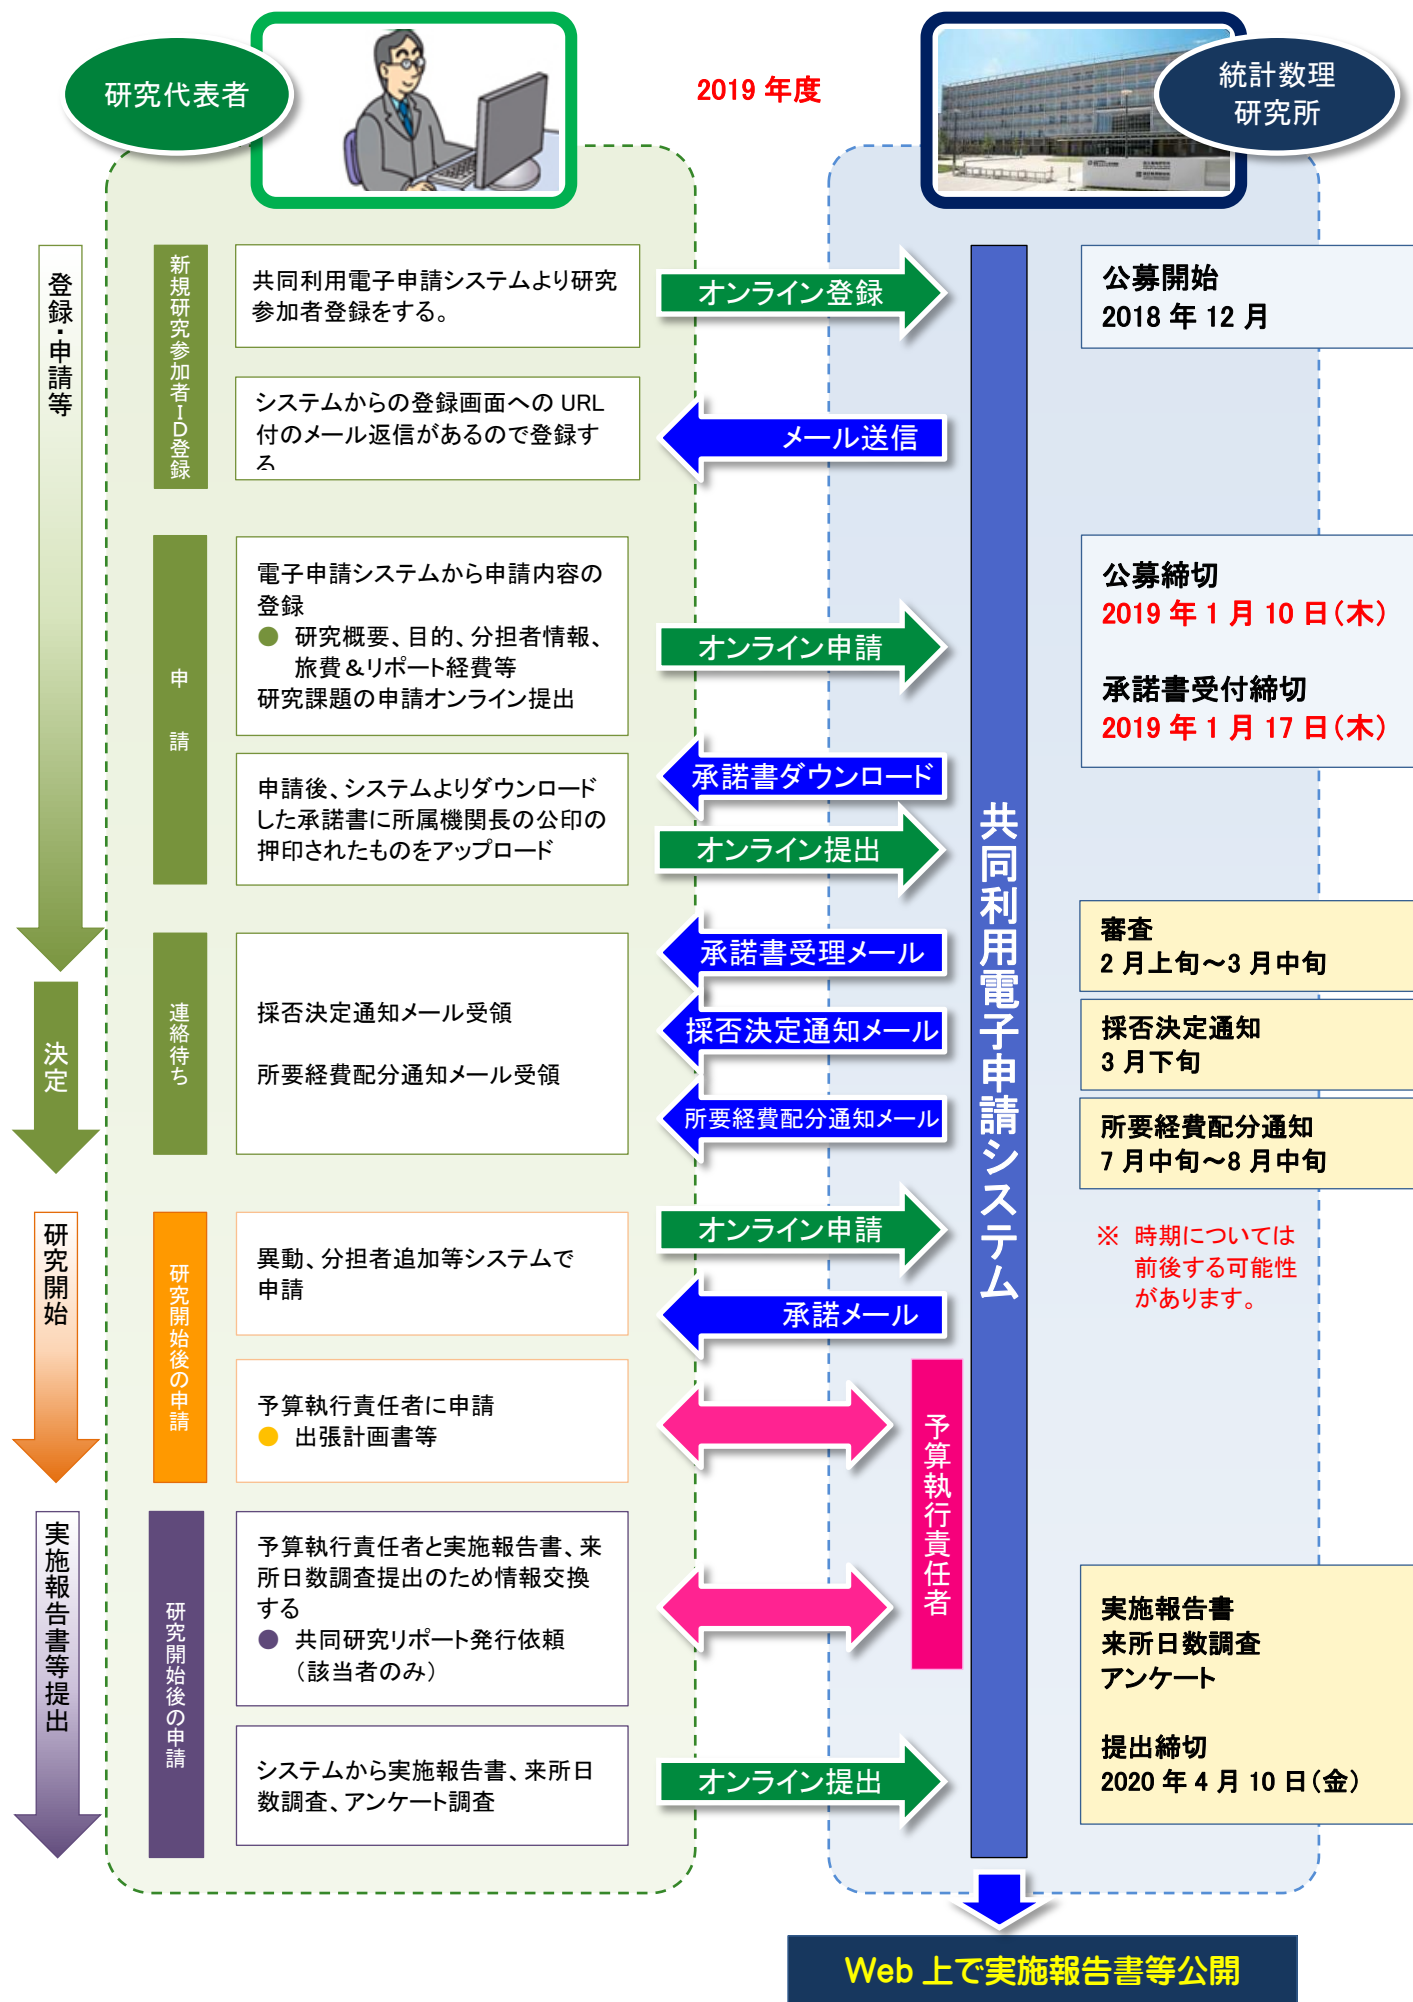 研究代表者
2019 年度
統計数理
研究所
登録・申請等
新規研究参加者ID登録
共同利用電子申請システムより研究
参加者登録をする。
オンライン登録
公募開始
2018 年 12 月
システムからの登録画面への URL
付のメール返信があるので登録す
る
メール送信
申 請
電子申請システムから申請内容の
登録
● 研究概要、目的、分担者情報、
旅費&リポート経費等
研究課題の申請オンライン提出
オンライン申請
公募締切
2019 年 1 月 10 日(木)
承諾書受付締切
2019 年 1 月 17 日(木)
申請後、システムよりダウンロード
した承諾書に所属機関長の公印の
押印されたものをアップロード
承諾書ダウンロード
オンライン提出
共同利用電子申請システム
決定
連絡待ち
採否決定通知メール受領
所要経費配分通知メール受領
承諾書受理メール
採否決定通知メール
所要経費配分通知メール
審査
2 月上旬~3 月中旬
採否決定通知
3 月下旬
所要経費配分通知
7 月中旬~8 月中旬
※ 時期については
前後する可能性
があります。
研究開始
研究開始後の申請
異動、分担者追加等システムで
申請
オンライン申請
承諾メール
予算執行責任者に申請
● 出張計画書等
予算執行責任者
実施報告書等提出
研究開始後の申請
予算執行責任者と実施報告書、来
所日数調査提出のため情報交換
する
● 共同研究リポート発行依頼
(該当者のみ)
システムから実施報告書、来所日
数調査、アンケート調査
オンライン提出
実施報告書
来所日数調査
アンケート
提出締切
2020 年 4 月 10 日(金)
Web 上で実施報告書等公開